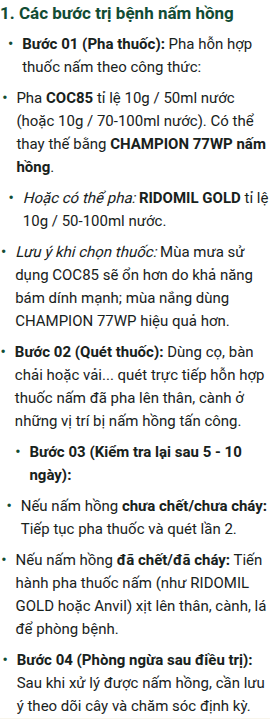 1. Các bước trị bệnh nấm hồng
• Bước 01 (Pha thuốc): Pha hỗn hợp
thuốc nấm theo công thức:
• Pha COC85 tỉ lệ 10g / 50ml nước
(hoặc 10g / 70-100ml nước). Có thể
thay thế bằng CHAMPION 77WP nấm
hồng.
• Hoặc có thể pha: RIDOMIL GOLD tỉ lệ
10g / 50-100ml nước.
• Lưu ý khi chọn thuốc: Mùa mưa sử
dụng COC85 sẽ ổn hơn do khả năng
bám dính mạnh; mùa nắng dùng
CHAMPION 77WP hiệu quả hơn.
• Bước 02 (Quét thuốc): Dùng cọ, bàn
chải hoặc vải... quét trực tiếp hỗn hợp
thuốc nấm đã pha lên thân, cành ở
những vị trí bị nấm hồng tấn công.
• Bước 03 (Kiểm tra lại sau 5 - 10
ngày):
• Nếu nấm hồng chưa chết/chưa cháy:
Tiếp tục pha thuốc và quét lần 2.
• Nếu nấm hồng đã chết/đã cháy: Tiến
hành pha thuốc nấm (như RIDOMIL
GOLD hoặc Anvil) xịt lên thân, cành, lá
để phòng bệnh.
• Bước 04 (Phòng ngừa sau điều trị):
Sau khi xử lý được nấm hồng, cần lưu
ý theo dõi cây và chăm sóc định kỳ.